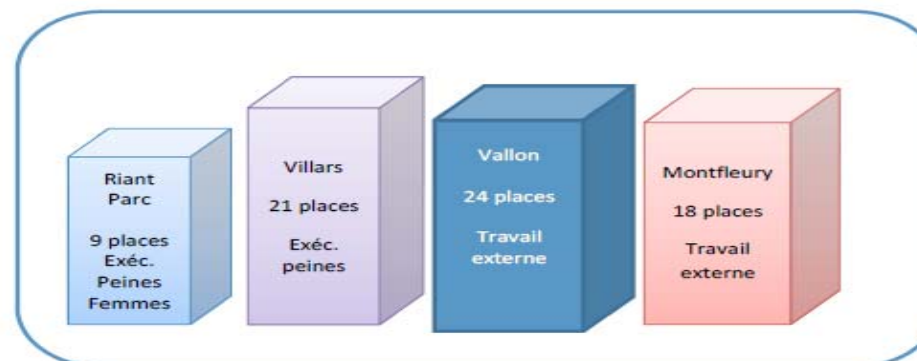 Riant
Parc
9 places
Exéc.
Peines
Femmes
Villars
21 places
Exéc.
peines
Vallon
24 places
Travail
externe
Montfleury
18 places
Travail
externe